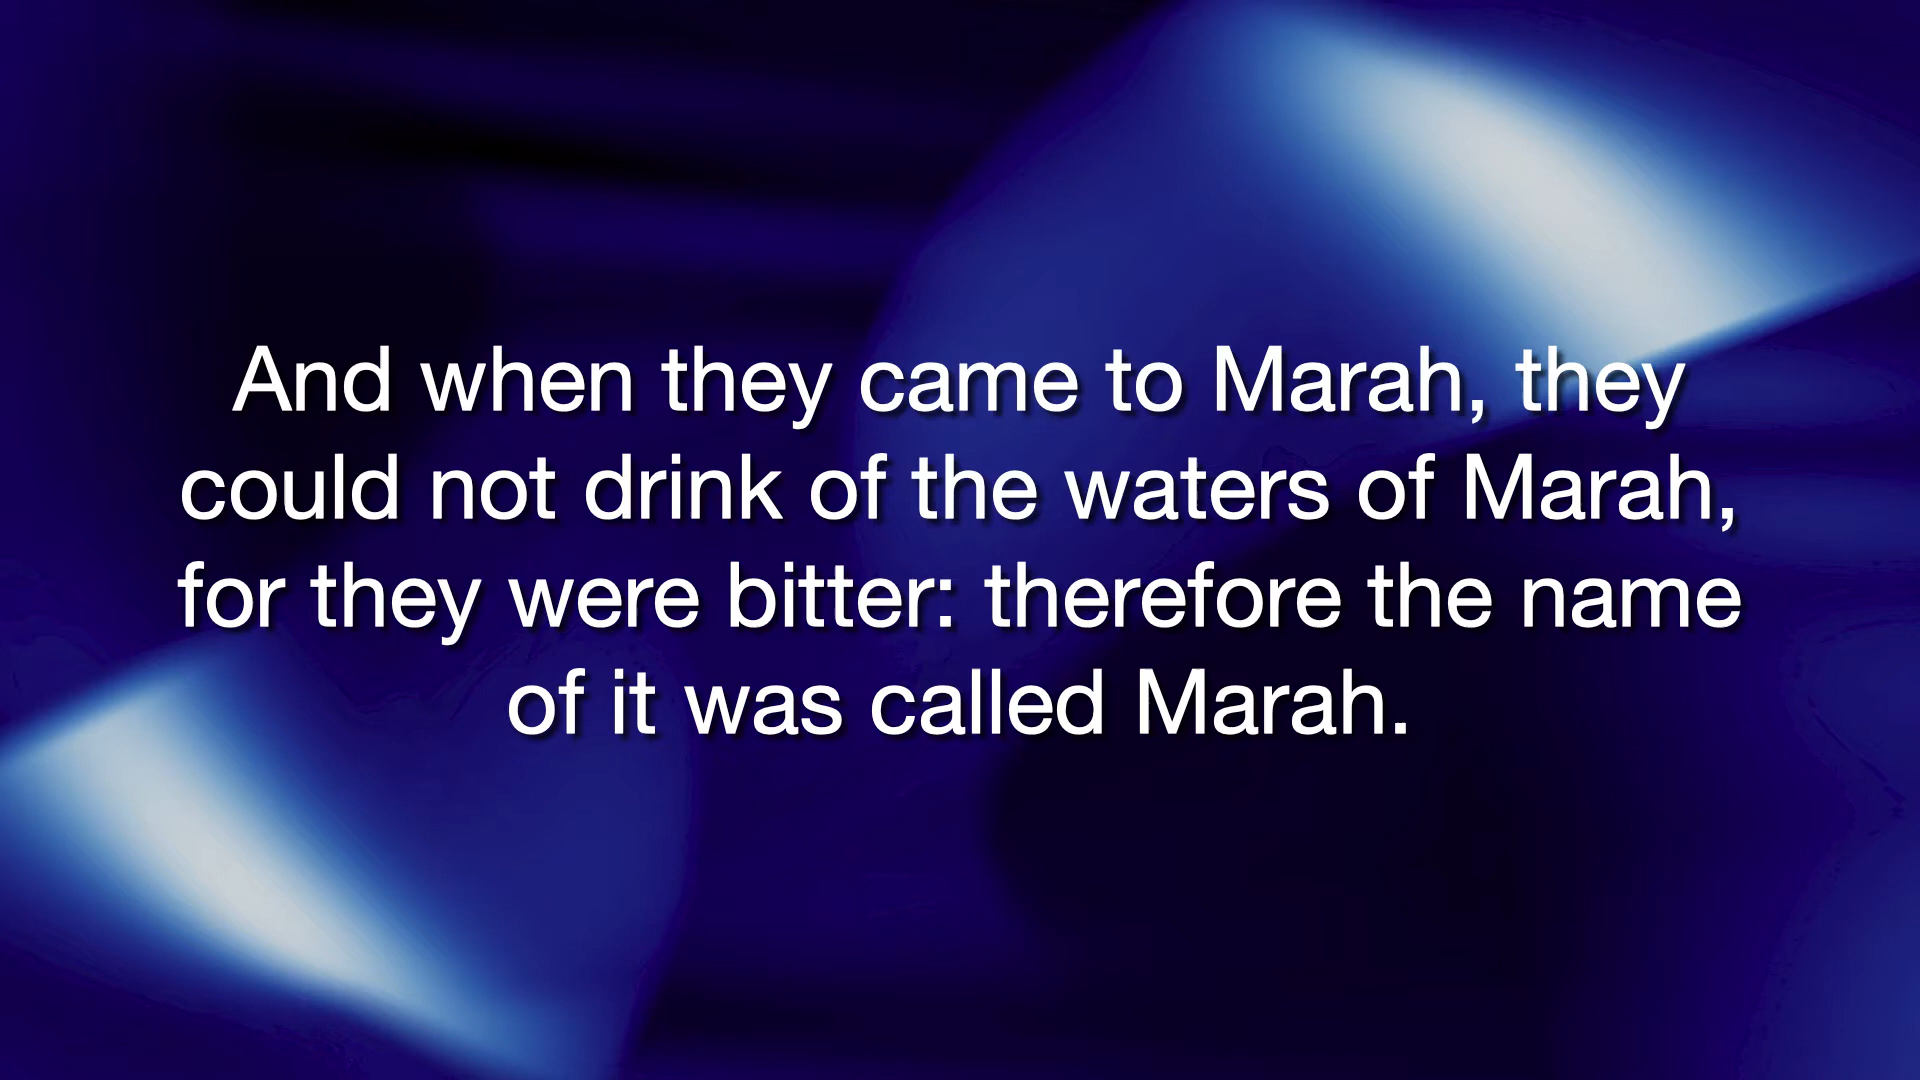 And when they came to Marah, they
could not drink of the waters of Marah,
for they were bitter: therefore the name
of it was called Marah.